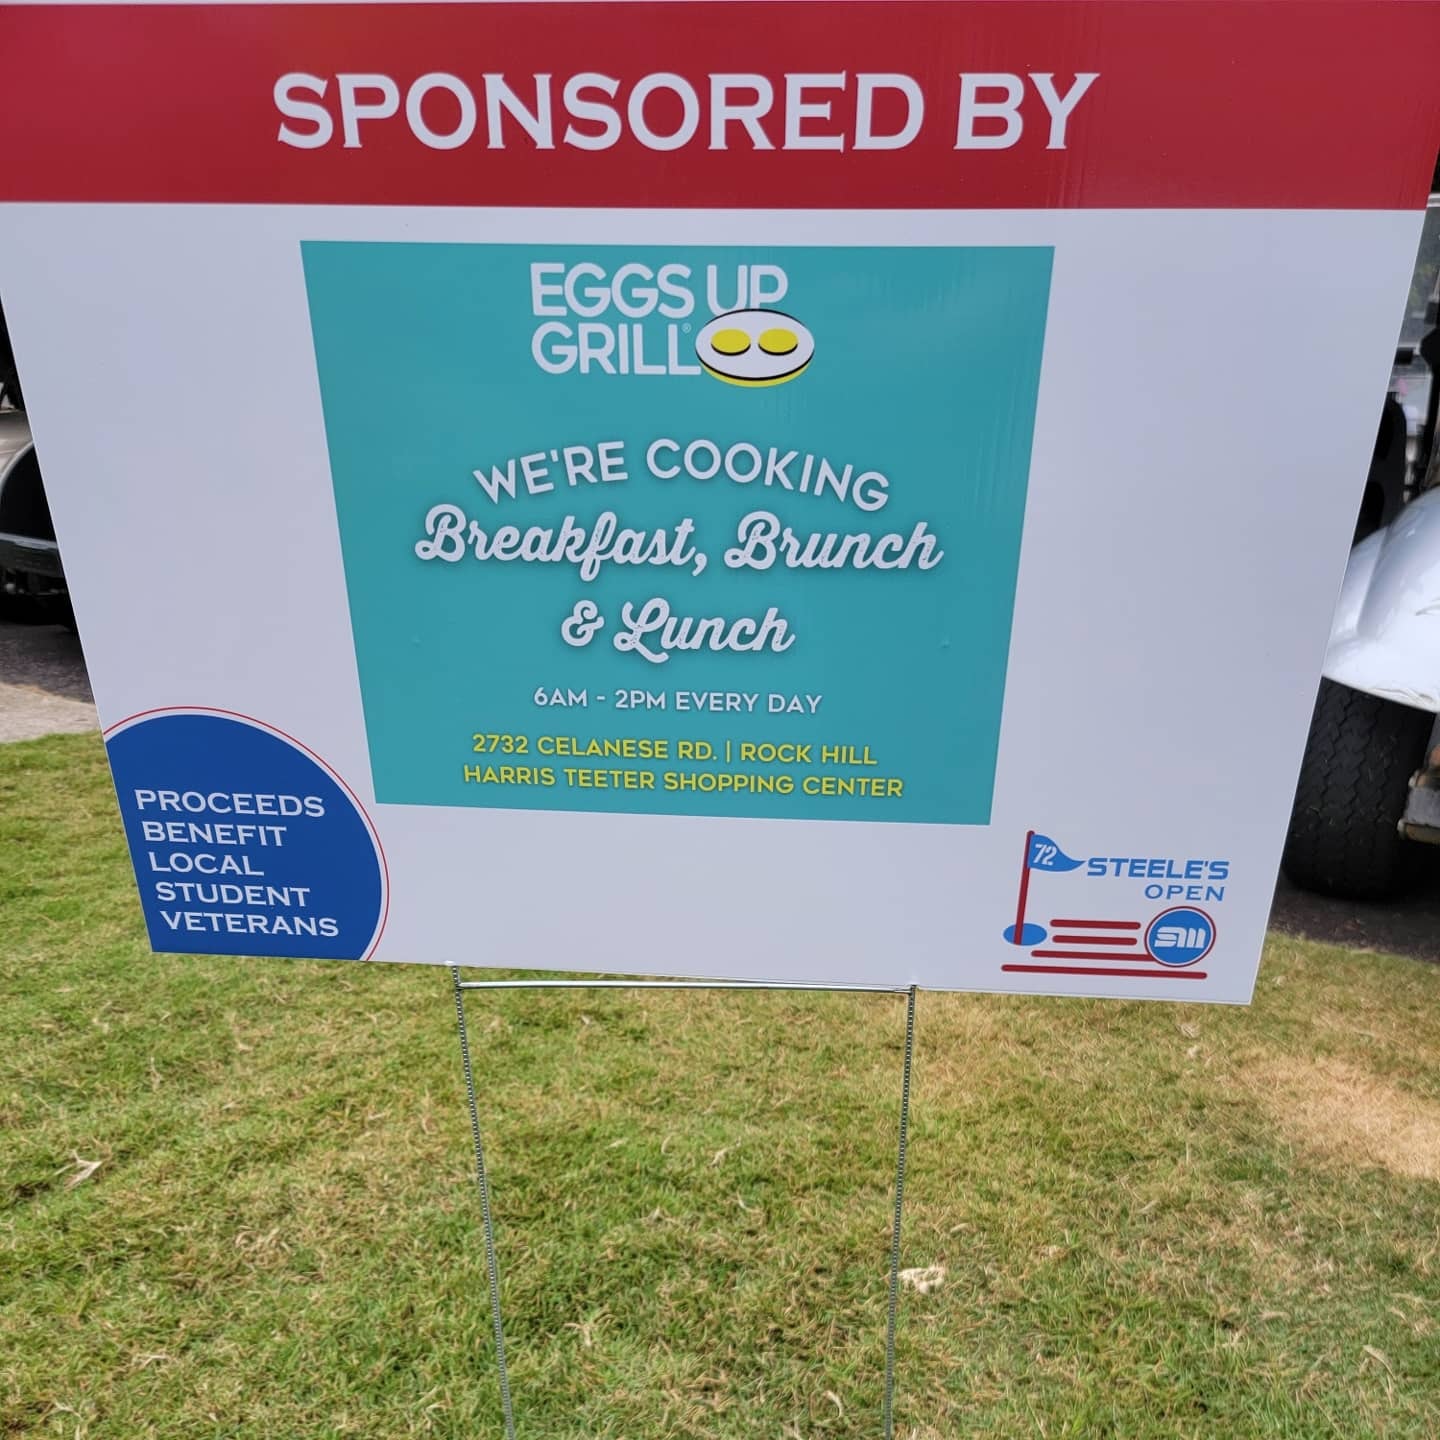 SPONSORED BY
EGGS UP
GRILL®
WE'RE COOKING
Breakfast, Brunch
& Lunch
6AM - 2PM EVERY DAY
2732 CELANESE RD. | ROCK HILL
HARRIS TEETER SHOPPING CENTER
PROCEEDS
BENEFIT
LOCAL
STUDENT
VETERANS
72
STEELE'S
OPEN